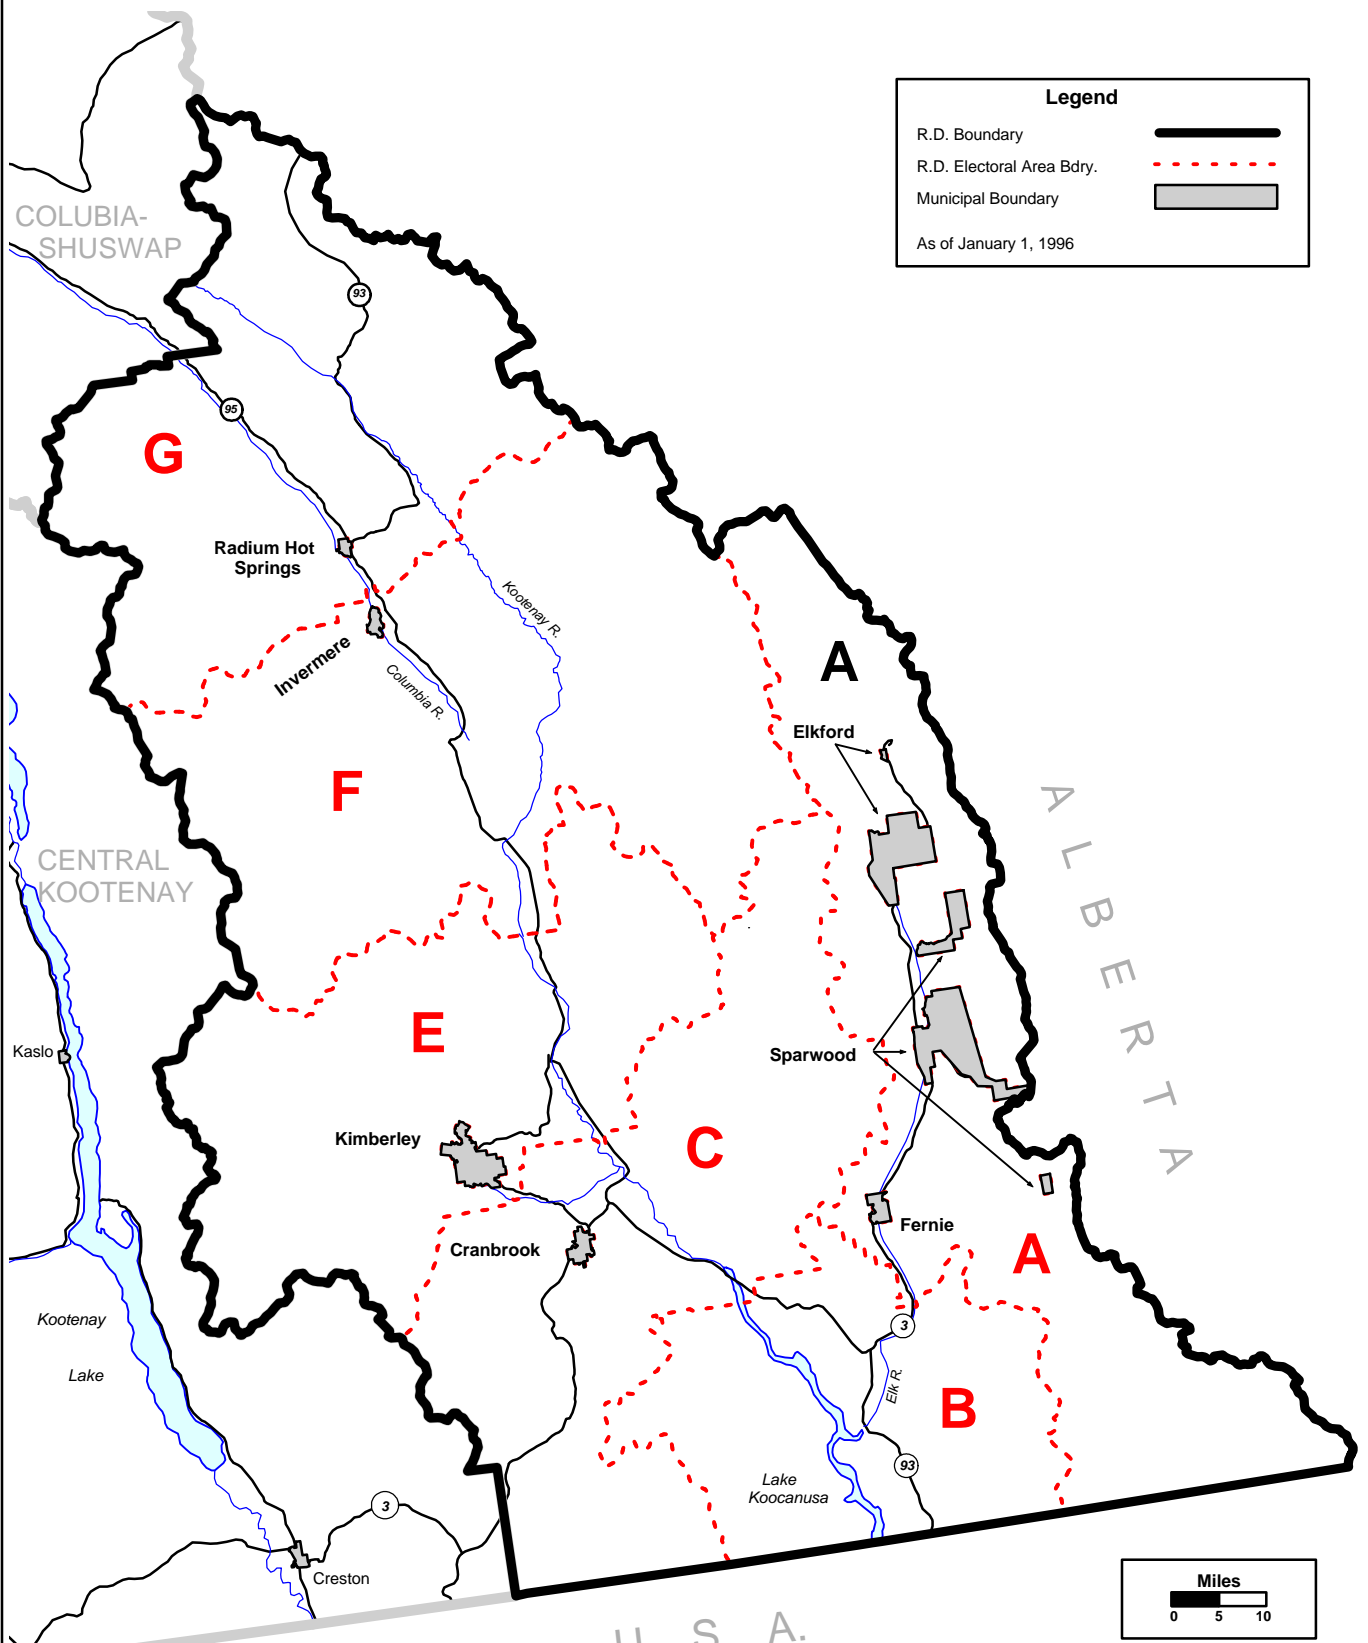 Legend
R.D. Boundary
R.D. Electoral Area Bdry.
Municipal Boundary
As of January 1, 1996
COLUBIA-
SHUSWAP
93
95
G
Radium Hot
Springs
Kootenay R.
Invermere
Columbia R.
A
Elkford
F
ALBERTA
CENTRAL
KOOTENAY
E
Kaslo
Sparwood
Kimberley
C
Fernie
Cranbrook
A
Kootenay
Lake
3
Elk R.
B
93
Lake
Koocanusa
3
Creston
Miles
0 5 10
U. S. A.